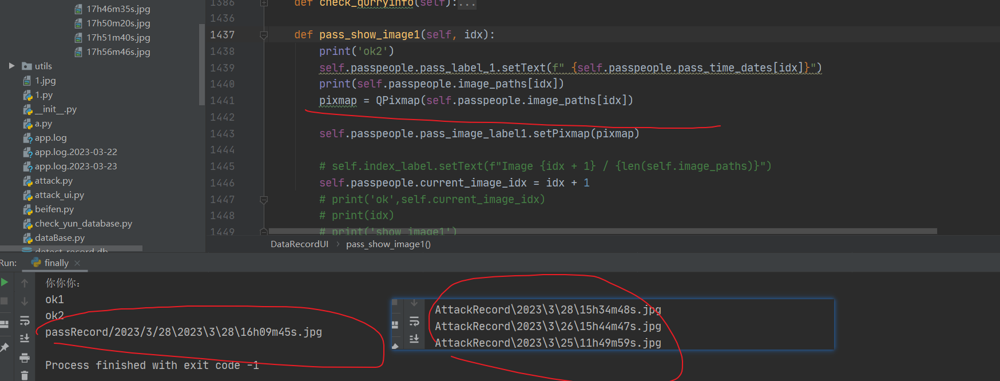 17h46m35s.jpg
17h50m20s.jpg
17h51m40s.jpg
17h56m46s.jpg
utils
1.jpg
1.py
__init__.py
a.py
app.log
app.log.2023-03-22
app.log.2023-03-23
attack.py
attack_ui.py
beifen.py
check_yun_database.py
dataBase.py
detect_record.db
1386 def check_qurryinfo(self):...
1436
1437 def pass_show_image1(self, idx):
1438 print('ok2')
1439 self.passpeople.pass_label_1.setText(f" {self.passpeople.pass_time_dates[idx]}")
1440 print(self.passpeople.image_paths[idx])
1441 pixmap = QPixmap(self.passpeople.image_paths[idx])
1442
1443 self.passpeople.pass_image_label1.setPixmap(pixmap)
1444
1445 # self.index_label.setText(f"Image {idx + 1} / {len(self.image_paths)}")
1446 self.passpeople.current_image_idx = idx + 1
1447 # print('ok',self.current_image_idx)
1448 # print(idx)
1449 # print('show_image1')
DataRecordUI › pass_show_image1()
Run: finally ×
你你你：
ok1
ok2
passRecord/2023/3/28\2023\3\28\16h09m45s.jpg
Process finished with exit code -1
AttackRecord\2023\3\28\15h34m48s.jpg
AttackRecord\2023\3\26\15h44m47s.jpg
AttackRecord\2023\3\25\11h49m59s.jpg